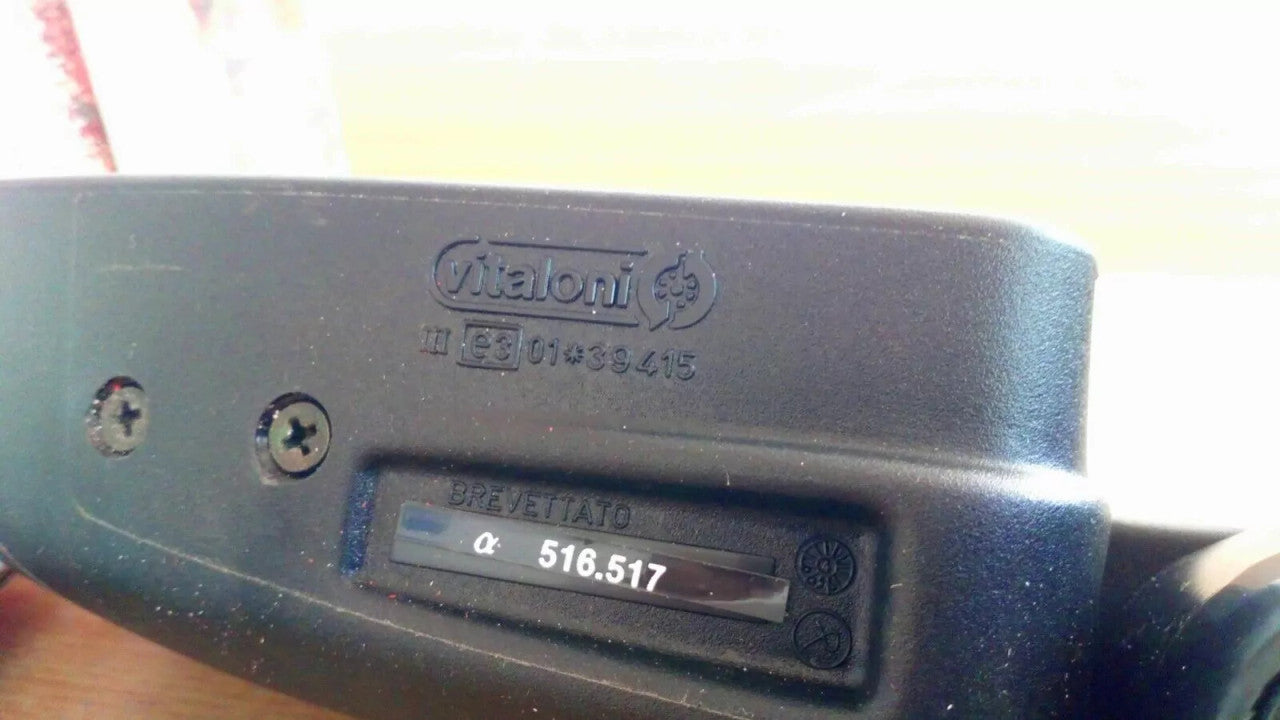 vitaloni
III e3 01*39415
BREVETTATO
α 516.517